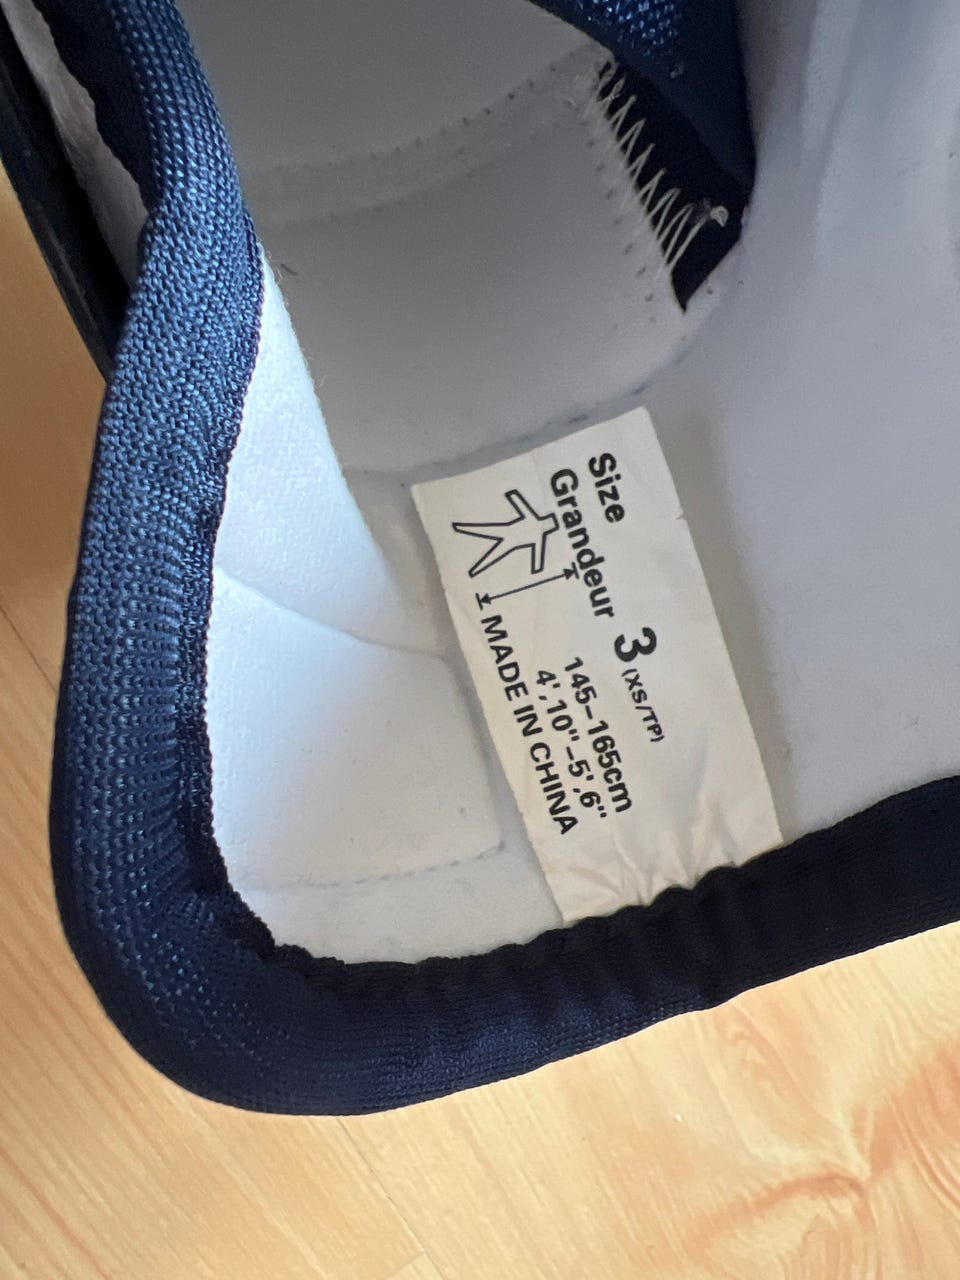 Size
Grandeur 3 (XS/TP)
145-165cm
4',10"-5',6"
MADE IN CHINA